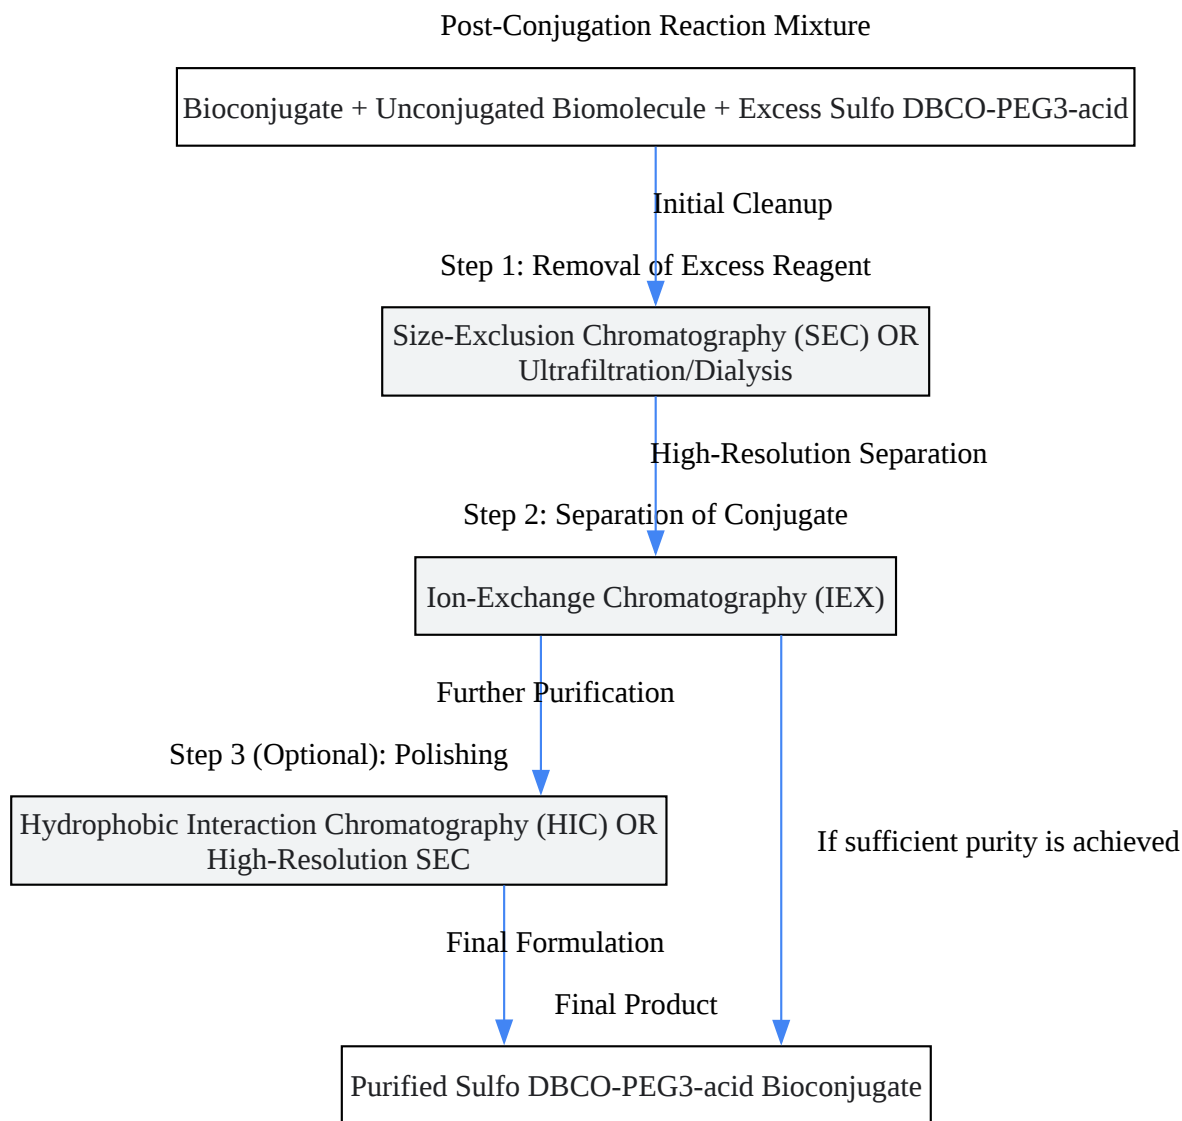 Post-Conjugation Reaction Mixture
Bioconjugate + Unconjugated Biomolecule + Excess Sulfo DBCO-PEG3-acid
Initial Cleanup
Step 1: Removal of Excess Reagent
Size-Exclusion Chromatography (SEC) OR
Ultrafiltration/Dialysis
High-Resolution Separation
Step 2: Separation of Conjugate
Ion-Exchange Chromatography (IEX)
Further Purification
Step 3 (Optional): Polishing
Hydrophobic Interaction Chromatography (HIC) OR
High-Resolution SEC
If sufficient purity is achieved
Final Formulation
Final Product
Purified Sulfo DBCO-PEG3-acid Bioconjugate